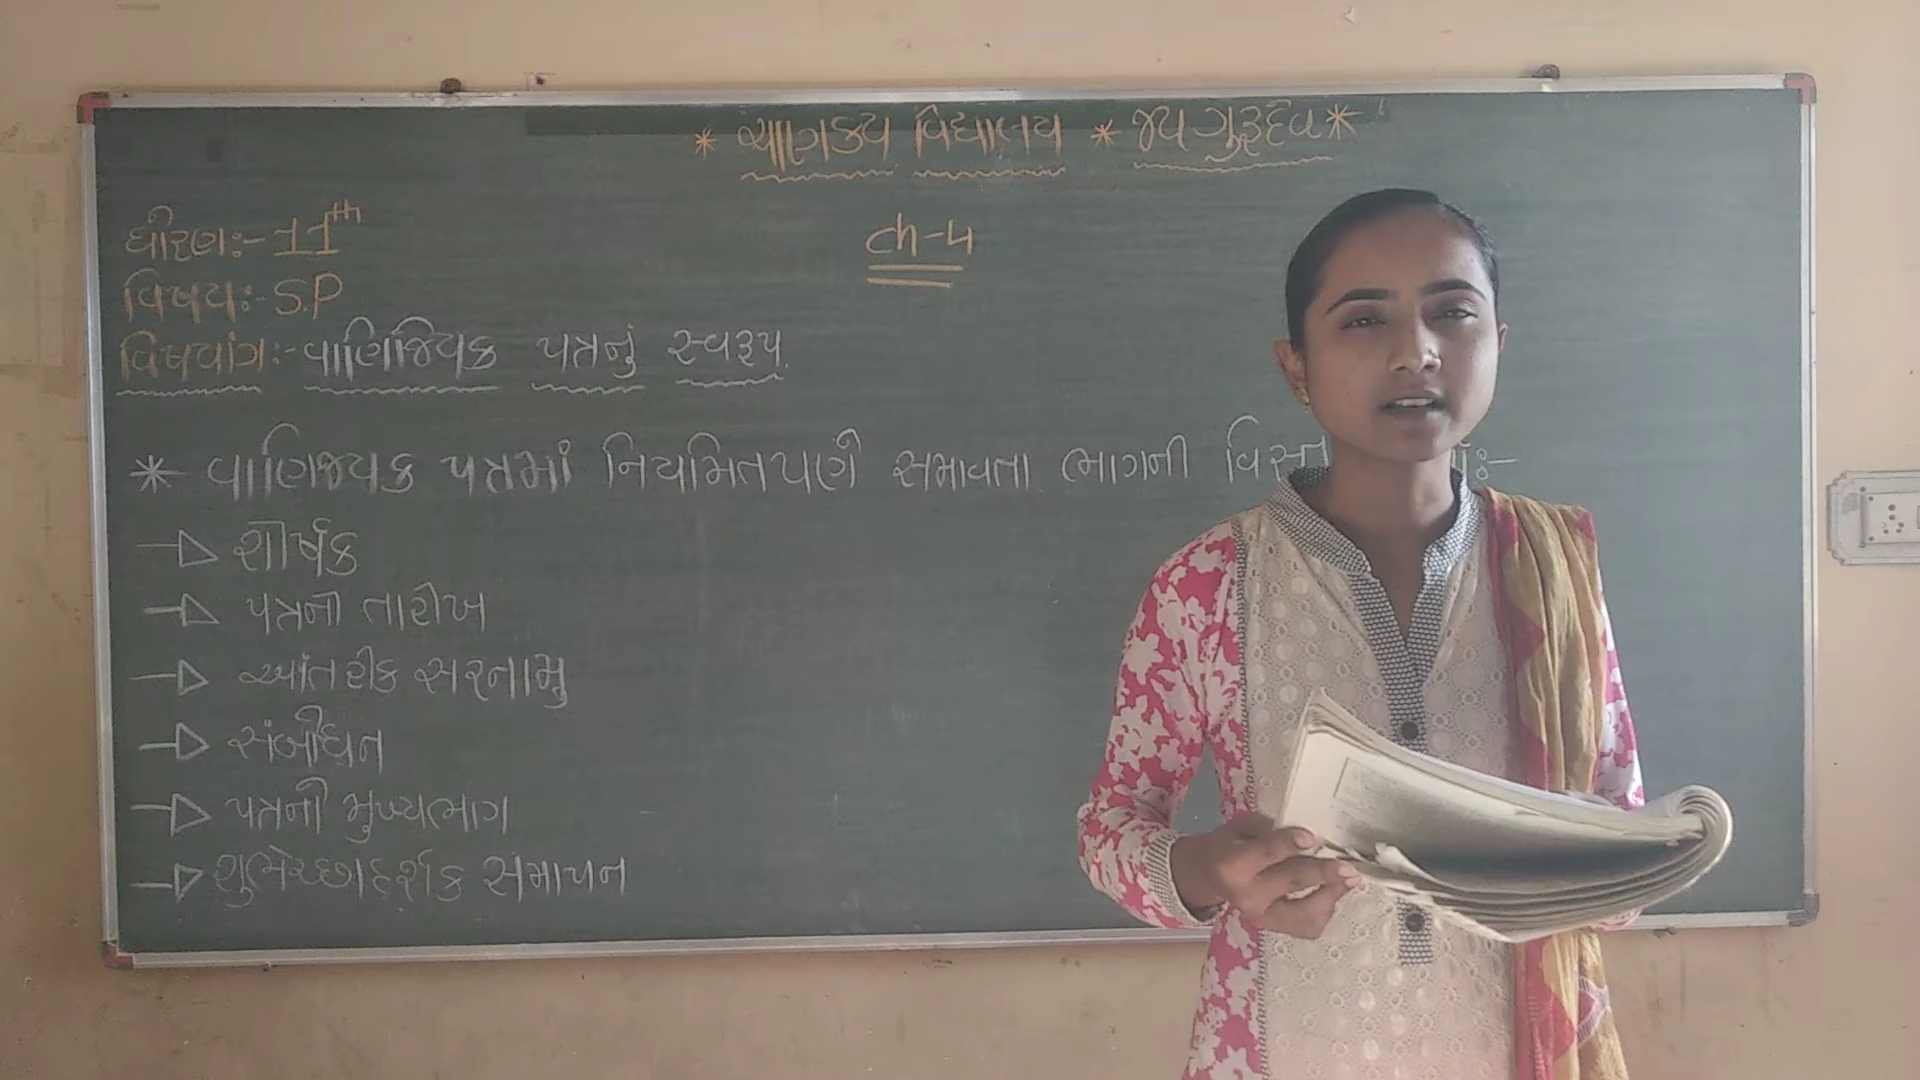 * ચાણક્ય વિદ્યાલય * જય ગુરૂદેવ *
ધોરણઃ- 11th
ch-4
વિષયઃ- S.P
વિષયાંગઃ- વાણિજ્યિક પત્રનું સ્વરૂપ.
* વાણિજ્યક પત્રમાં નિયમિતપણે સમાવતા ભાગની
→ શીર્ષક
→ પત્રની તારીખ
→ આંતરીક સરનામુ
→ સંબોધન
→ પત્રનો મુખ્યભાગ
→ શુભેચ્છાદર્શક સમાપન